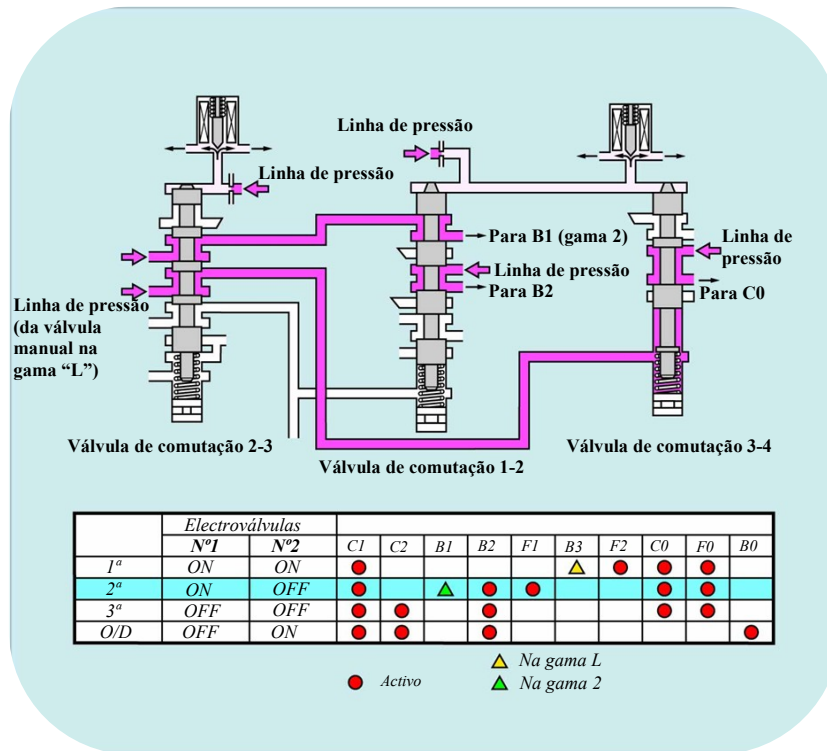 Linha de pressão
Linha de pressão
Para B1 (gama 2)
Linha de pressão
Para B2
Linha de
pressão
Para C0
Linha de pressão
(da válvula
manual na
gama “L”)
Válvula de comutação 2-3
Válvula de comutação 1-2
Válvula de comutação 3-4
Electroválvulas
Nº1 Nº2 C1 C2 B1 B2 F1 B3 F2 C0 F0 B0
1ª ON ON
2ª ON OFF
3ª OFF OFF
O/D OFF ON
Activo
Na gama L
Na gama 2